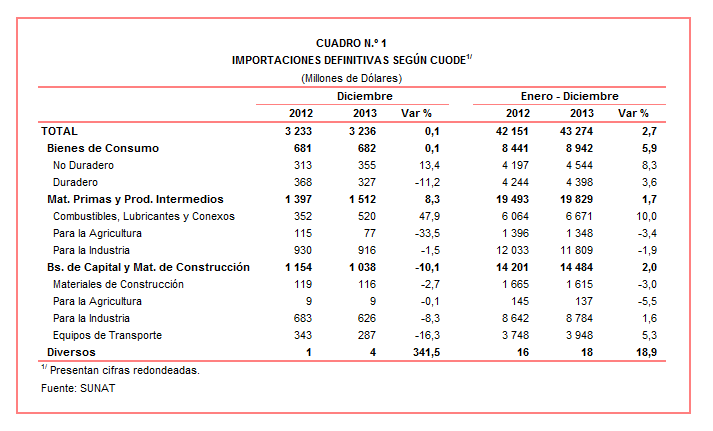 CUADRO N.º 1
IMPORTACIONES DEFINITIVAS SEGÚN CUODE1/
(Millones de Dólares)
Diciembre Enero - Diciembre
2012 2013 Var % 2012 2013 Var %
TOTAL 3 233 3 236 0,1 42 151 43 274 2,7
Bienes de Consumo 681 682 0,1 8 441 8 942 5,9
No Duradero 313 355 13,4 4 197 4 544 8,3
Duradero 368 327 -11,2 4 244 4 398 3,6
Mat. Primas y Prod. Intermedios 1 397 1 512 8,3 19 493 19 829 1,7
Combustibles, Lubricantes y Conexos 352 520 47,9 6 064 6 671 10,0
Para la Agricultura 115 77 -33,5 1 396 1 348 -3,4
Para la Industria 930 916 -1,5 12 033 11 809 -1,9
Bs. de Capital y Mat. de Construcción 1 154 1 038 -10,1 14 201 14 484 2,0
Materiales de Construcción 119 116 -2,7 1 665 1 615 -3,0
Para la Agricultura 9 9 -0,1 145 137 -5,5
Para la Industria 683 626 -8,3 8 642 8 784 1,6
Equipos de Transporte 343 287 -16,3 3 748 3 948 5,3
Diversos 1 4 341,5 16 18 18,9
1/ Presentan cifras redondeadas.
Fuente: SUNAT